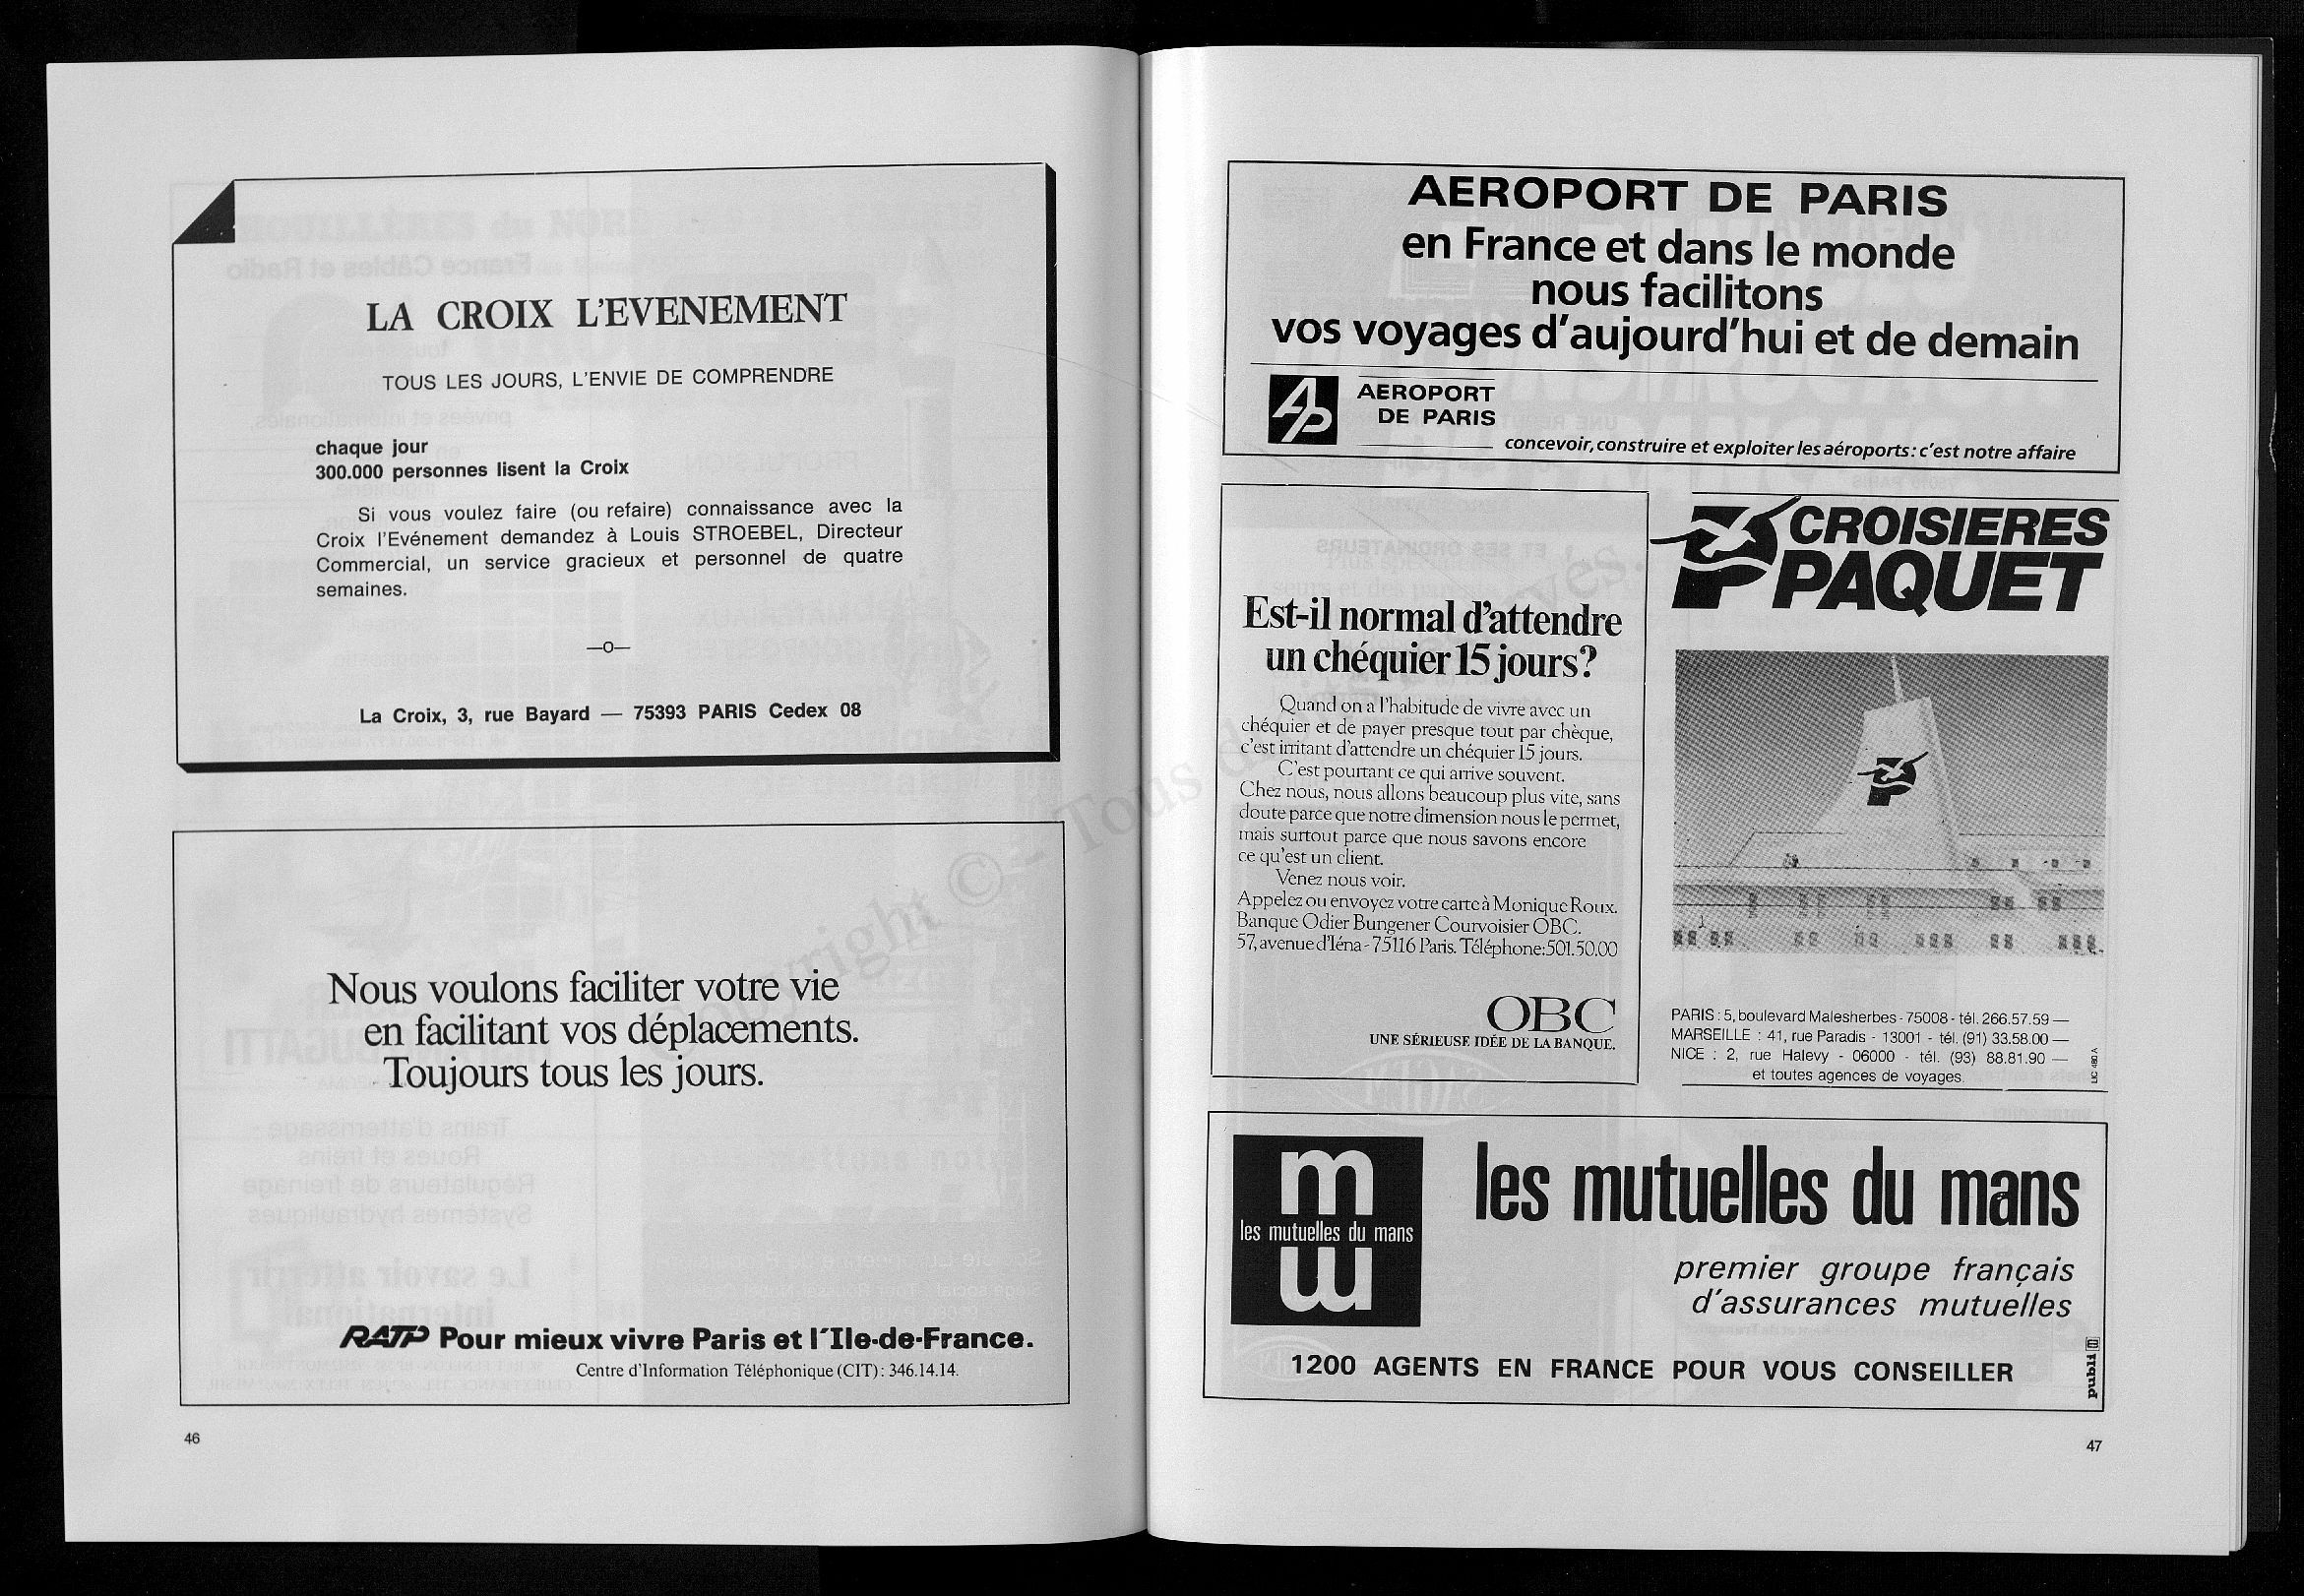 LA CROIX L'EVENEMENT
TOUS LES JOURS, L'ENVIE DE COMPRENDRE
chaque jour
300.000 personnes lisent la Croix
Si vous voulez faire (ou refaire) connaissance avec la
Croix l'Evénement demandez à Louis STROEBEL, Directeur
Commercial, un service gracieux et personnel de quatre
semaines.
—o—
La Croix, 3, rue Bayard — 75393 PARIS Cedex 08
Nous voulons faciliter votre vie
en facilitant vos déplacements.
Toujours tous les jours.
RATP Pour mieux vivre Paris et l'Ile-de-France.
Centre d'Information Téléphonique (CIT): 346.14.14.
46
AEROPORT DE PARIS
en France et dans le monde
nous facilitons
vos voyages d'aujourd'hui et de demain
AP
AEROPORT
DE PARIS
concevoir, construire et exploiter les aéroports: c'est notre affaire
Est-il normal d'attendre
un chéquier 15 jours?
Quand on a l'habitude de vivre avec un
chéquier et de payer presque tout par chèque,
c'est irritant d'attendre un chéquier 15 jours.
C'est pourtant ce qui arrive souvent.
Chez nous, nous allons beaucoup plus vite, sans
doute parce que notre dimension nous le permet,
mais surtout parce que nous savons encore
ce qu'est un client.
Venez nous voir.
Appelez ou envoyez votre carte à Monique Roux.
Banque Odier Bungener Courvoisier OBC.
57, avenue d'Iéna - 75116 Paris. Téléphone: 501.50.00
OBC
UNE SÉRIEUSE IDÉE DE LA BANQUE.
CROISIERES
PAQUET
PARIS : 5, boulevard Malesherbes - 75008 - tél. 266.57.59 —
MARSEILLE : 41, rue Paradis - 13001 - tél. (91) 33.58.00 —
NICE : 2, rue Halevy - 06000 - tél. (93) 88.81.90 —
et toutes agences de voyages.
LIC 480 A
m
les mutuelles du mans
les mutuelles du mans
premier groupe français
d'assurances mutuelles
1200 AGENTS EN FRANCE POUR VOUS CONSEILLER
publi m
47
Copyright © - Tous